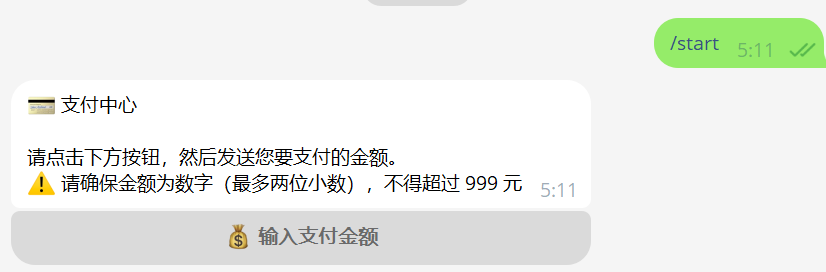 /start 5:11
💳 支付中心
请点击下方按钮，然后发送您要支付的金额。
⚠️ 请确保金额为数字（最多两位小数），不得超过 999 元 5:11
💰 输入支付金额